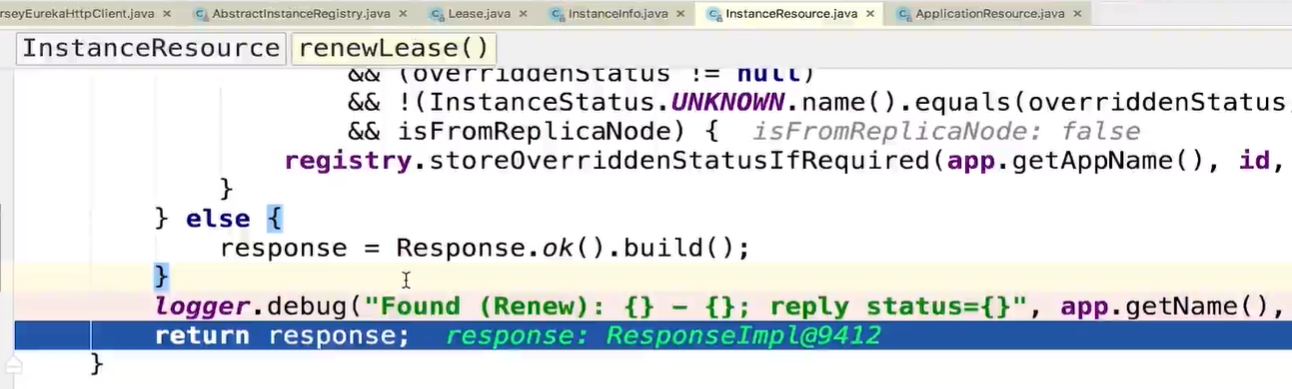 rseyEurekaHttpClient.java × AbstractInstanceRegistry.java × Lease.java × InstanceInfo.java × InstanceResource.java × ApplicationResource.java ×
InstanceResource renewLease()
&& (overriddenStatus != null)
&& !(InstanceStatus.UNKNOWN.name().equals(overriddenStatus
&& isFromReplicaNode) { isFromReplicaNode: false
registry.storeOverriddenStatusIfRequired(app.getAppName(), id,
}
} else {
response = Response.ok().build();
}
logger.debug("Found (Renew): {} - {}; reply status={}", app.getName(),
return response; response: ResponseImpl@9412
}